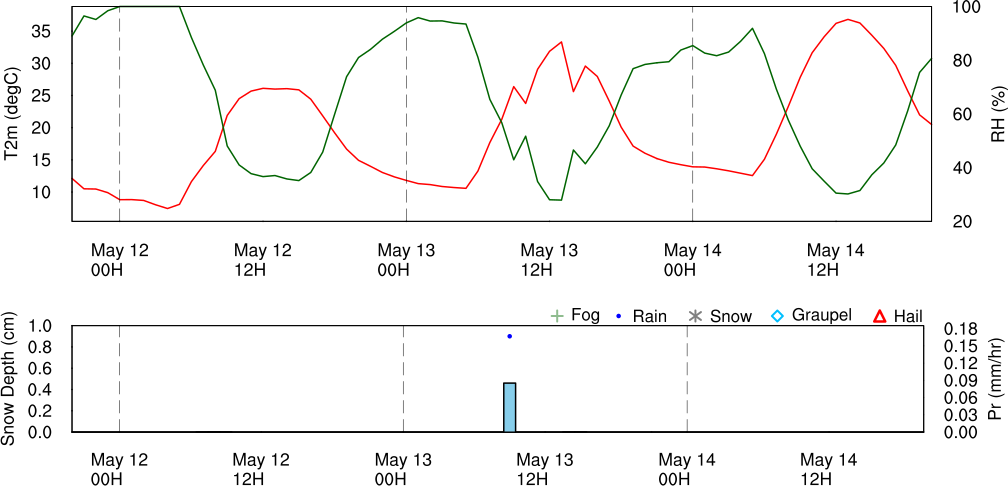 T2m (degC)
35
30
25
20
15
10
100
80
60
40
20
RH (%)
May 12 May 12 May 13 May 13 May 14 May 14
00H 12H 00H 12H 00H 12H
Fog Rain Snow Graupel Hail
Snow Depth (cm)
1.0
0.8
0.6
0.4
0.2
0.0
0.18
0.15
0.12
0.09
0.06
0.03
0.00
Pr (mm/hr)
May 12 May 12 May 13 May 13 May 14 May 14
00H 12H 00H 12H 00H 12H